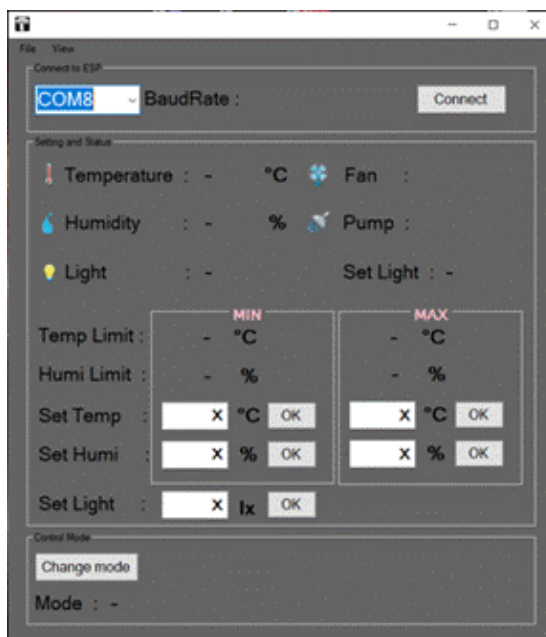 File View
Connect to ESP
COM8 BaudRate : Connect
Setting and Status
Temperature : - °C Fan :
Humidity : - % Pump :
Light : - Set Light : -
MIN MAX
Temp Limit : - °C - °C
Humi Limit : - % - %
Set Temp : X °C OK X °C OK
Set Humi : X % OK X % OK
Set Light : X lx OK
Control Mode
Change mode
Mode : -